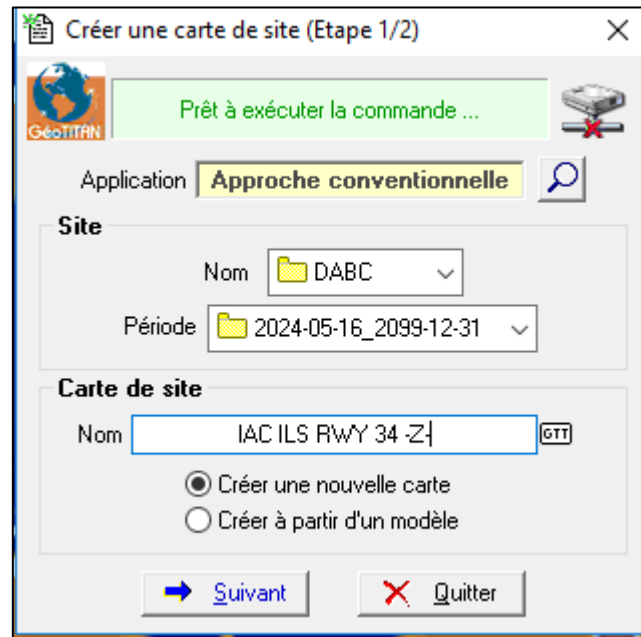 Créer une carte de site (Etape 1/2)
GéoTITAN
Prêt à exécuter la commande ...
Application Approche conventionnelle
Site
Nom DABC
Période 2024-05-16_2099-12-31
Carte de site
Nom IAC ILS RWY 34 -Z- GTT
Créer une nouvelle carte
Créer à partir d'un modèle
Suivant Quitter